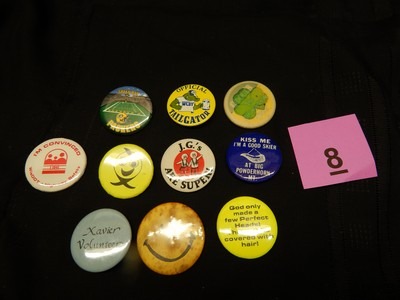 OFFICIAL
TAILGATOR
I'M CONVINCED
J.G.'s
ARE SUPER!
KISS ME
I'M A GOOD SKIER
AT BIG
POWDERHORN
MI
8
Xavier
Volunteer
God only
made a
few Perfect
Heads!
covered with
hair!